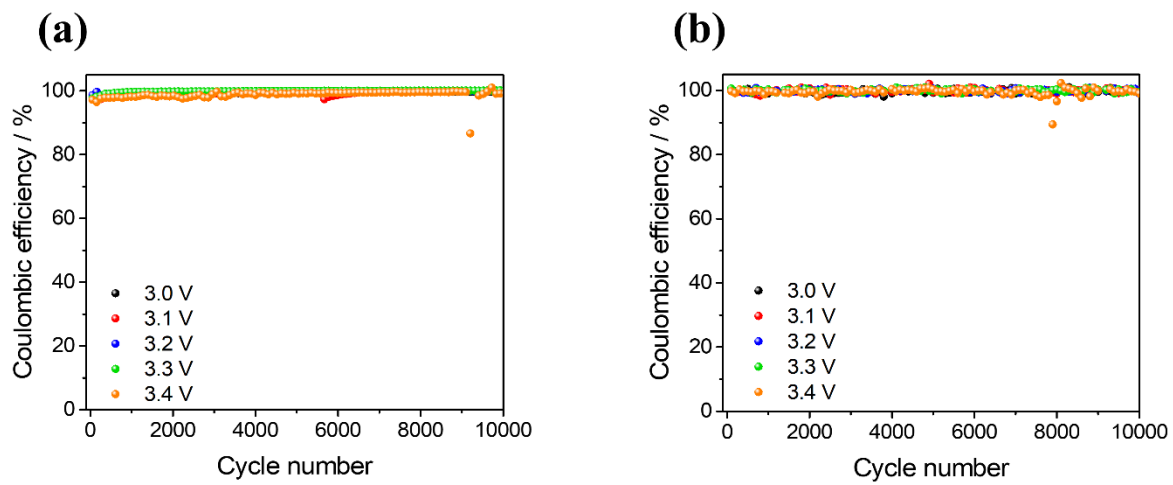 (a)
Coulombic efficiency / %
100
80
60
40
20
0
3.0 V
3.1 V
3.2 V
3.3 V
3.4 V
0 2000 4000 6000 8000 10000
Cycle number
(b)
Coulombic efficiency / %
100
80
60
40
20
0
3.0 V
3.1 V
3.2 V
3.3 V
3.4 V
0 2000 4000 6000 8000 10000
Cycle number